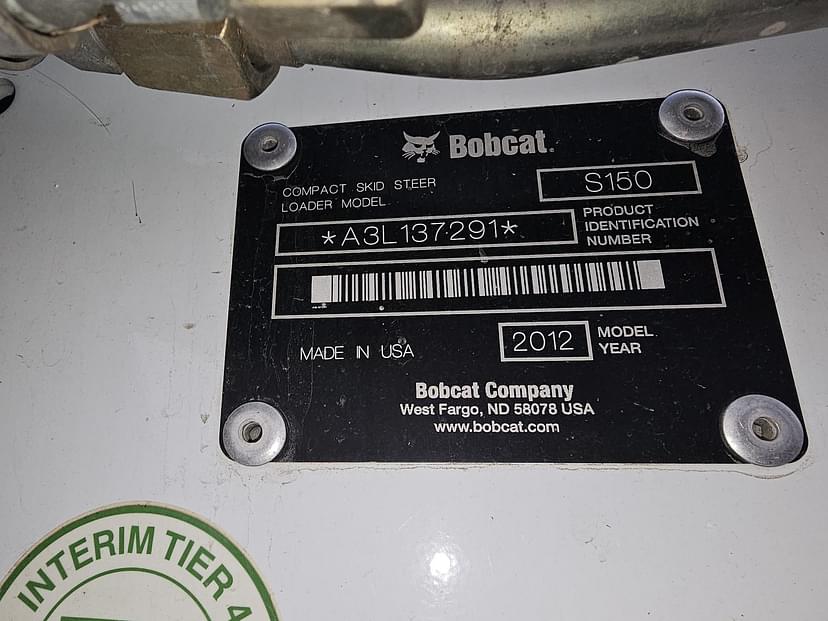 Bobcat.
COMPACT SKID STEER
LOADER MODEL
S150
*A3L137291*
PRODUCT
IDENTIFICATION
NUMBER
MADE IN USA
2012
MODEL
YEAR
Bobcat Company
West Fargo, ND 58078 USA
www.bobcat.com
INTERIM TIER 4